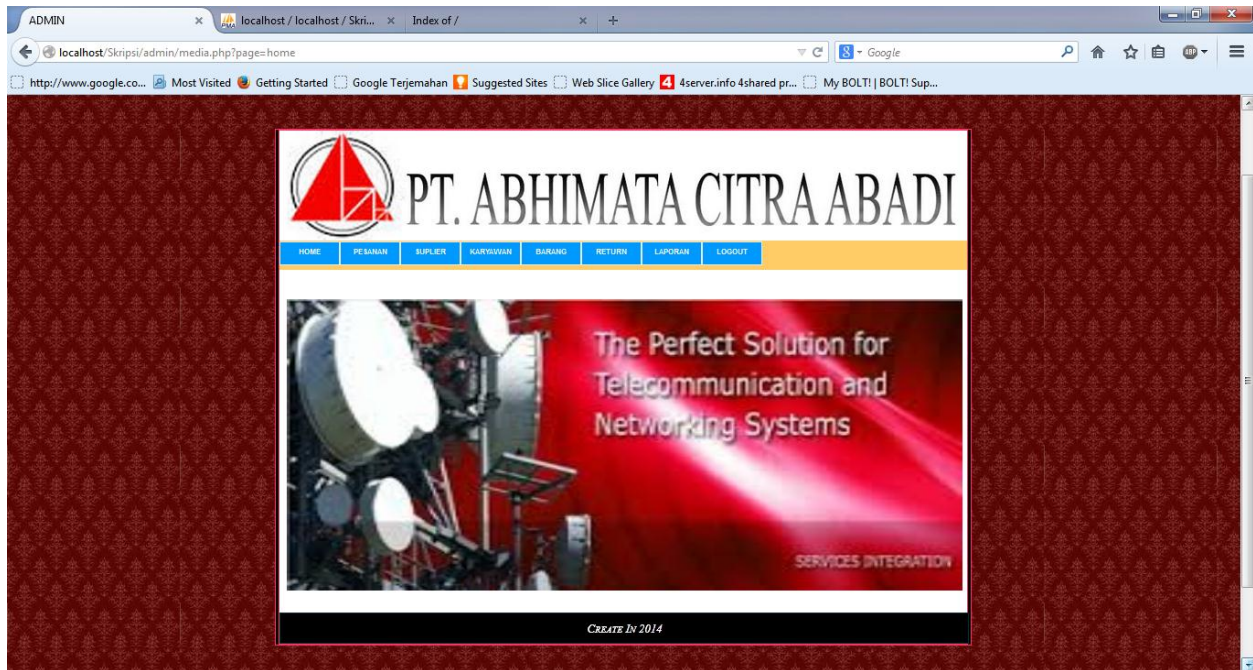 ADMIN
localhost / localhost / Skri...
Index of /
localhost/Skripsi/admin/media.php?page=home
Google
http://www.google.co...
Most Visited
Getting Started
Google Terjemahan
Suggested Sites
Web Slice Gallery
4server.info 4shared pr...
My BOLT! | BOLT! Sup...
PT. ABHIMATA CITRA ABADI
HOME
PESANAN
SUPLIER
KARYAWAN
BARANG
RETURN
LAPORAN
LOGOUT
The Perfect Solution for
Telecommunication and
Networking Systems
SERVICES INTEGRATION
CREATE IN 2014